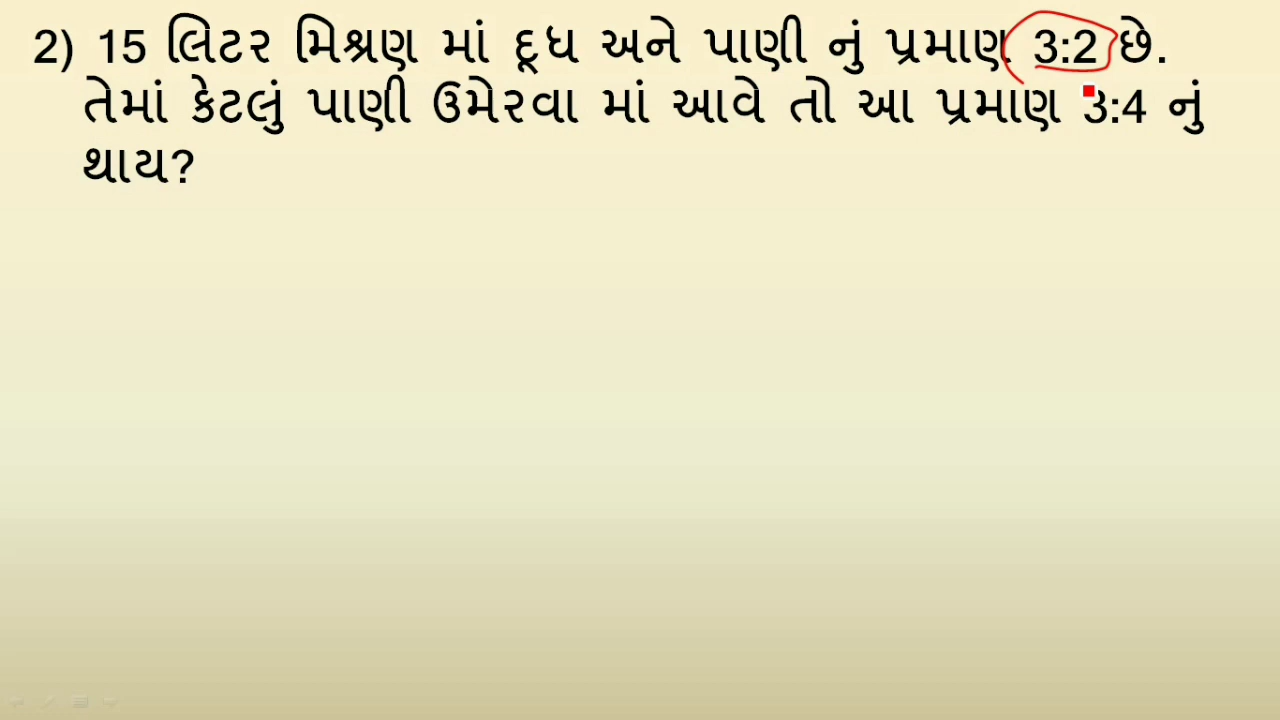 2) 15 લિટર મિશ્રણ માં દૂધ અને પાણી નું પ્રમાણ 3:2 છે.
તેમાં કેટલું પાણી ઉમેરવા માં આવે તો આ પ્રમાણ 3:4 નું
થાય?